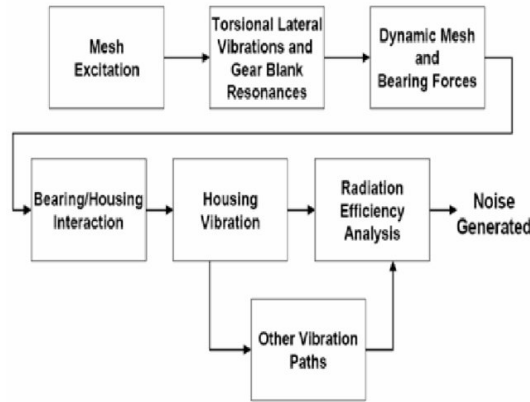 Mesh
Excitation
Torsional Lateral
Vibrations and
Gear Blank
Resonances
Dynamic Mesh
and
Bearing Forces
Bearing/Housing
Interaction
Housing
Vibration
Radiation
Efficiency
Analysis
Noise
Generated
Other Vibration
Paths